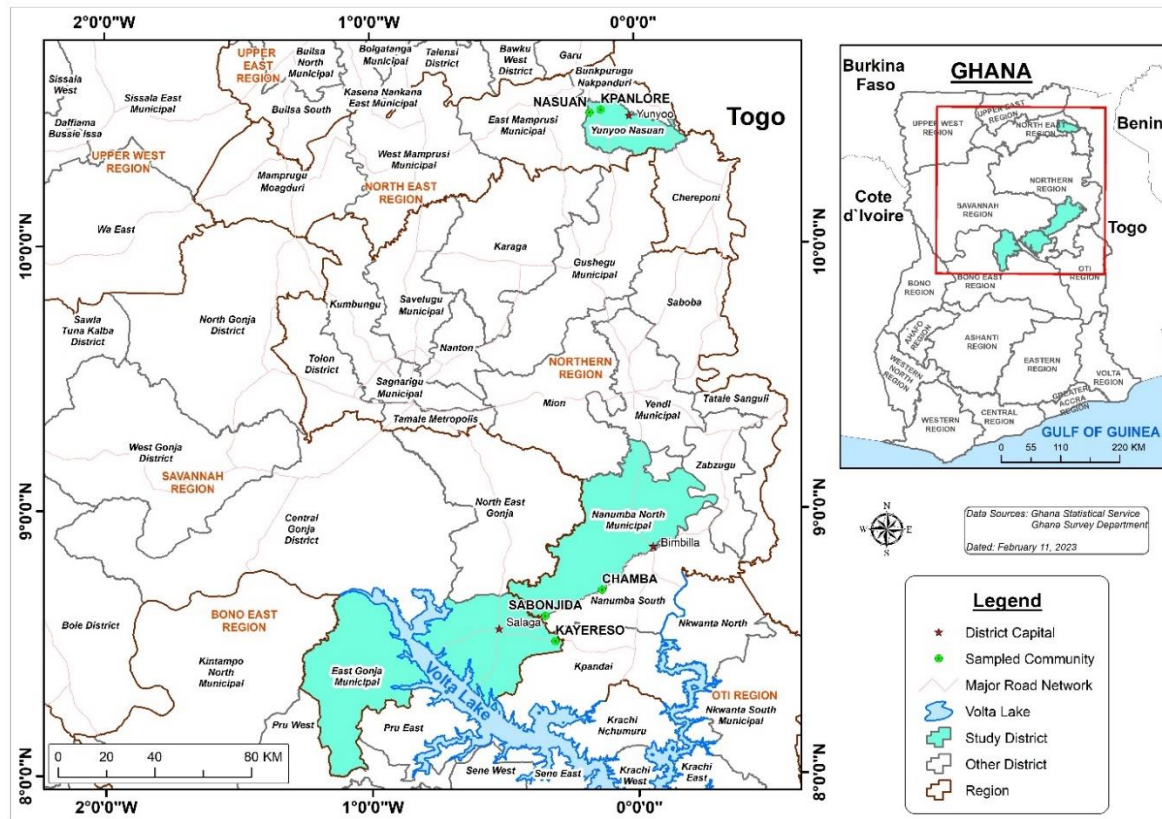 2°0'0"W
1°0'0"W
0°0'0"
UPPER
EAST
REGION
Builsa
North
Municipal
Bolgatanga
Municipal
Talensi
District
Bawku
West
District
Garu
Sissala
West
Sissala East
Municipal
Kasena Nankana
East Municipal
Bunkpurugu
Nakpanduri
Builsa South
NASUAN
KPANLORE
Yunyoo
Daffiama
Bussie Issa
East Mamprusi
Municipal
Yunyoo Nasuan
Togo
UPPER WEST
REGION
West Mamprusi
Municipal
Mamprugu
Moagduri
NORTH EAST
REGION
Chereponi
Wa East
Karaga
Gushegu
Municipal
10°0'0"N
10°0'0"N
Kumbungu
Savelugu
Municipal
Saboba
Sawla
Tuna Kalba
District
North Gonja
District
Nanton
Tolon
District
NORTHERN
REGION
Sagnarigu
Municipal
Mion
Yendi
Municipal
Tatale Sanguli
Tamale Metropolis
West Gonja
District
SAVANNAH
REGION
Zabzugu
North East
Gonja
Nanumba North
Municipal
9°0'0"N
9°0'0"N
Central
Gonja
District
Bimbilla
CHAMBA
Nanumba South
BONO EAST
REGION
SABONJIDA
Salaga
Nkwanta North
Bole District
KAYERESO
Kintampo
North
Municipal
East Gonja
Municipal
Kpandai
Volta Lake
OTI REGION
Nkwanta South
Municipal
Pru West
Pru East
Krachi
Nchumuru
0
20
40
80 KM
Sene West
Sene East
Krachi
West
Krachi
East
8°0'0"N
8°0'0"N
2°0'0"W
1°0'0"W
0°0'0"
Burkina
Faso
GHANA
Benin
UPPER WEST
REGION
UPPER EAST
REGION
NORTH EAST
REGION
NORTHERN
REGION
Cote
d`Ivoire
SAVANNAH
REGION
Togo
BONO EAST
REGION
OTI
REGION
BONO
REGION
AHAFO
REGION
ASHANTI
REGION
WESTERN
NORTH
REGION
EASTERN
REGION
VOLTA
REGION
GREATER
ACCRA
REGION
CENTRAL
REGION
WESTERN
REGION
GULF OF GUINEA
0 55 110 220 KM
N
W
E
S
Data Sources: Ghana Statistical Service
Ghana Survey Department
Dated: February 11, 2023
Legend
District Capital
Sampled Community
Major Road Network
Volta Lake
Study District
Other District
Region